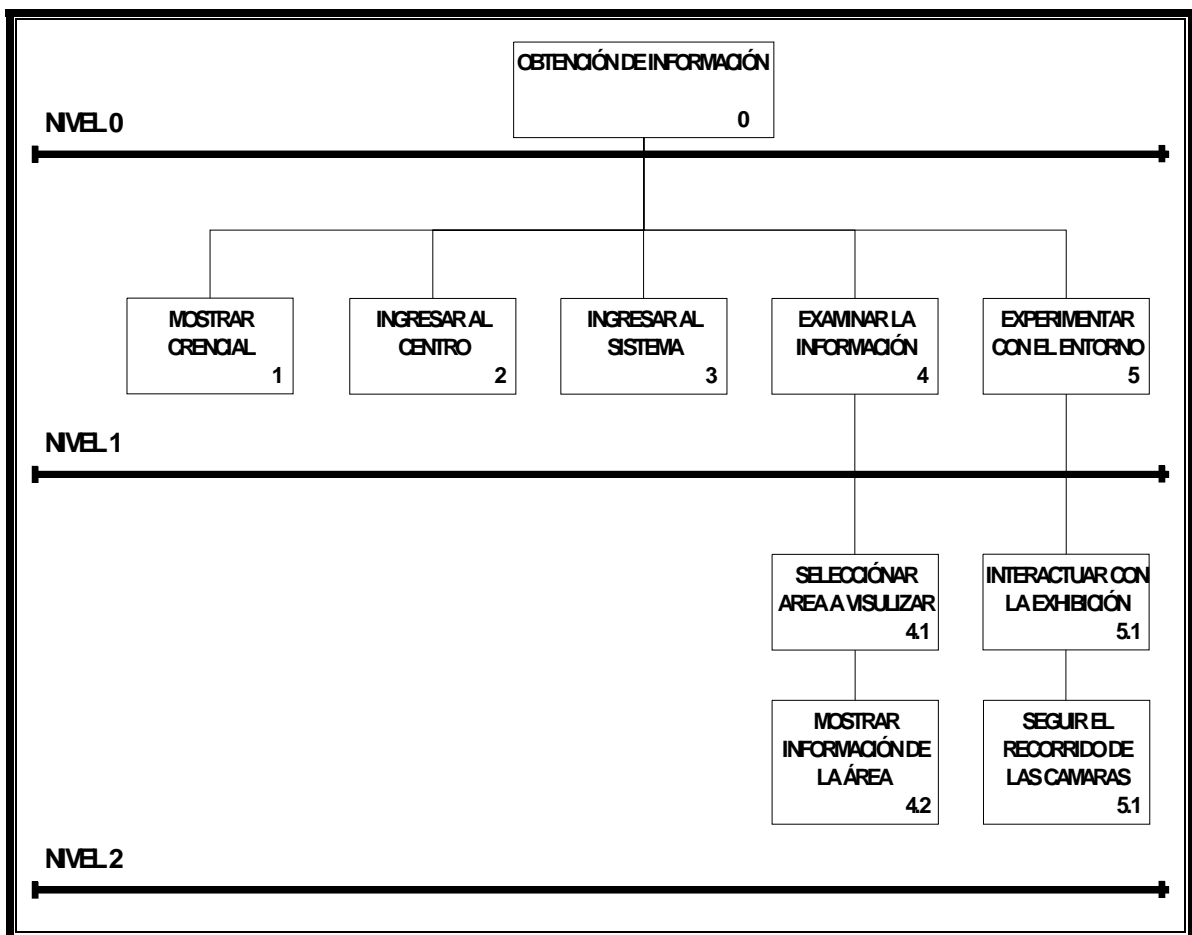 OBTENCIÓN DE INFORMACIÓN
0
NIVEL 0
MOSTRAR
CRENCIAL
1
INGRESAR AL
CENTRO
2
INGRESAR AL
SISTEMA
3
EXAMINAR LA
INFORMACIÓN
4
EXPERIMENTAR
CON EL ENTORNO
5
NIVEL 1
SELECCIÓNAR
AREA A VISULIZAR
4.1
INTERACTUAR CON
LA EXHIBICIÓN
5.1
MOSTRAR
INFORMACIÓN DE
LA ÁREA
4.2
SEGUIR EL
RECORRIDO DE
LAS CAMARAS
5.1
NIVEL 2